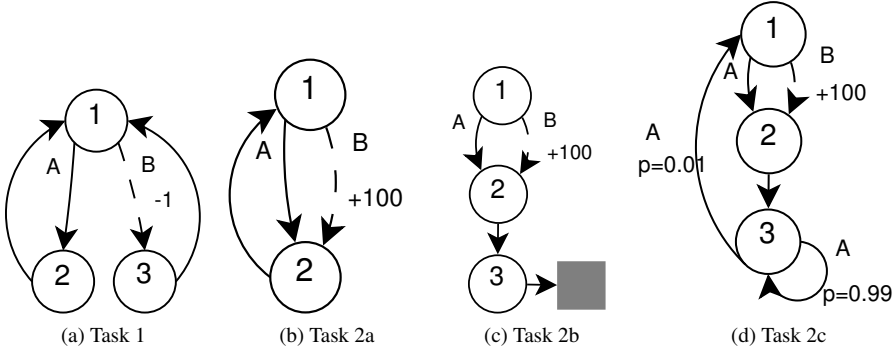 1
A
B
-1
2
3
(a) Task 1
1
A
B
+100
2
(b) Task 2a
1
A
B
+100
2
3
(c) Task 2b
1
A
B
+100
2
A
p=0.01
3
A
p=0.99
(d) Task 2c